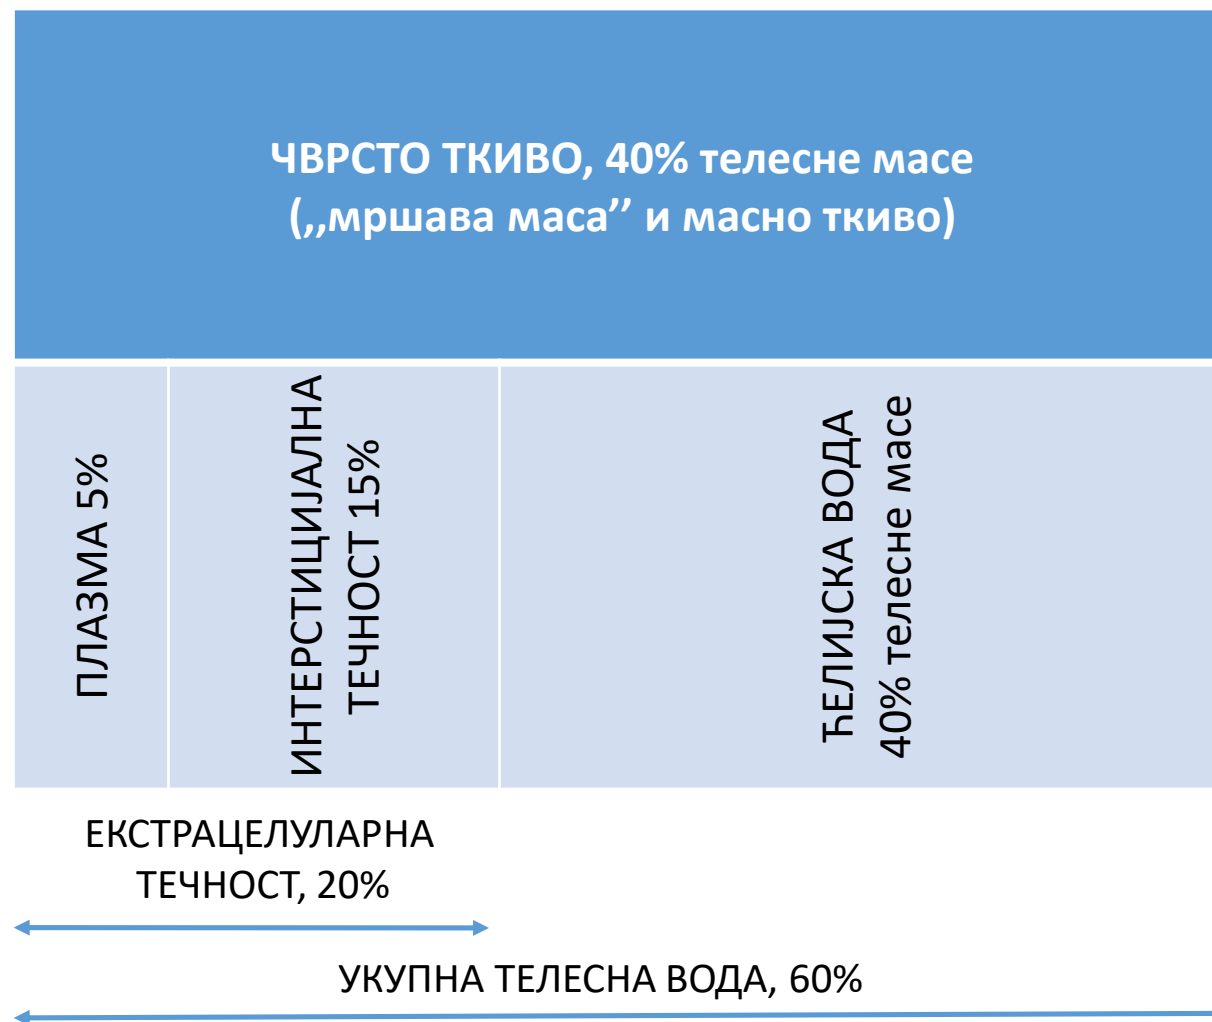 ЧВРСТО ТКИВО, 40% телесне масе
(,,мршава маса’’ и масно ткиво)
ПЛАЗМА 5%
ИНТЕРСТИЦИЈАЛНА
ТЕЧНОСТ 15%
ЋЕЛИЈСКА ВОДА
40% телесне масе
ЕКСТРАЦЕЛУЛАРНА
ТЕЧНОСТ, 20%
УКУПНА ТЕЛЕСНА ВОДА, 60%